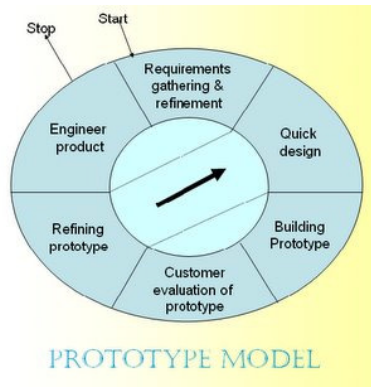 Start
Stop
Requirements
gathering &
refinement
Quick
design
Building
Prototype
Customer
evaluation of
prototype
Refining
prototype
Engineer
product
PROTOTYPE MODEL